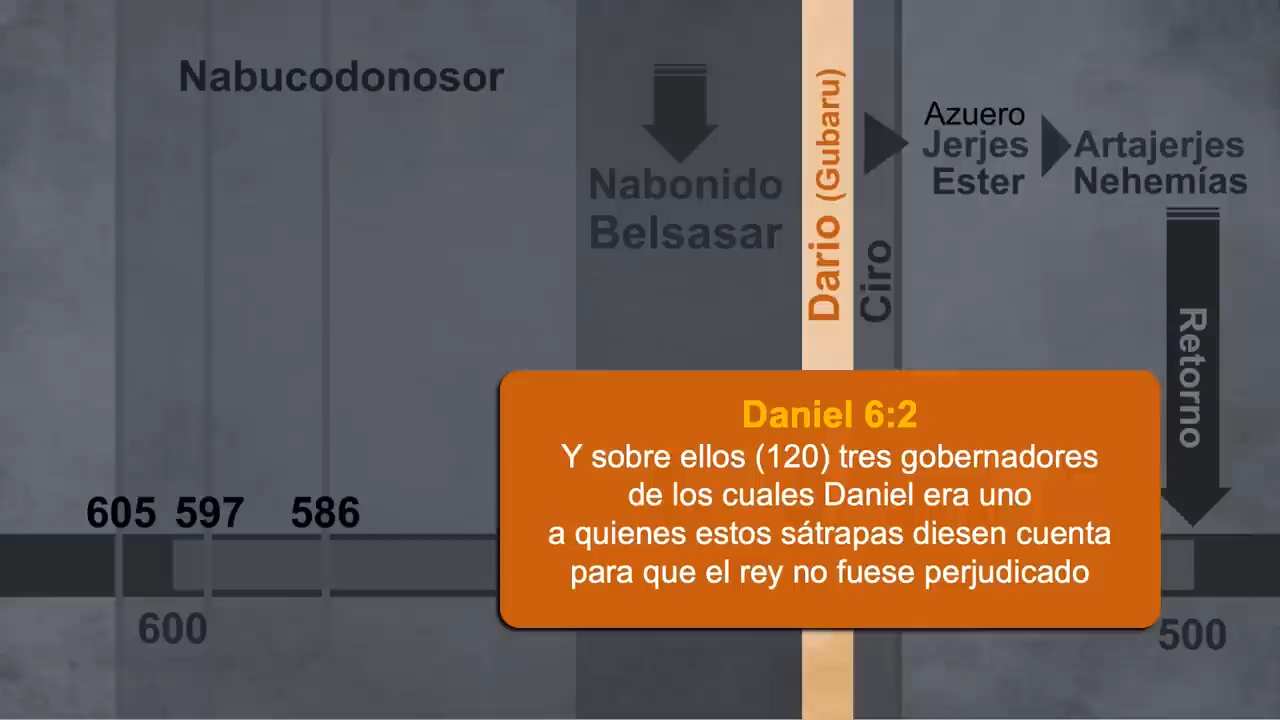 Nabucodonosor
Nabonido
Belsasar
Dario (Gubaru)
Ciro
Azuero
Jerjes
Ester
Artajerjes
Nehemías
Retorno
Daniel 6:2
Y sobre ellos (120) tres gobernadores
de los cuales Daniel era uno
a quienes estos sátrapas diesen cuenta
para que el rey no fuese perjudicado
605 597 586
600
500